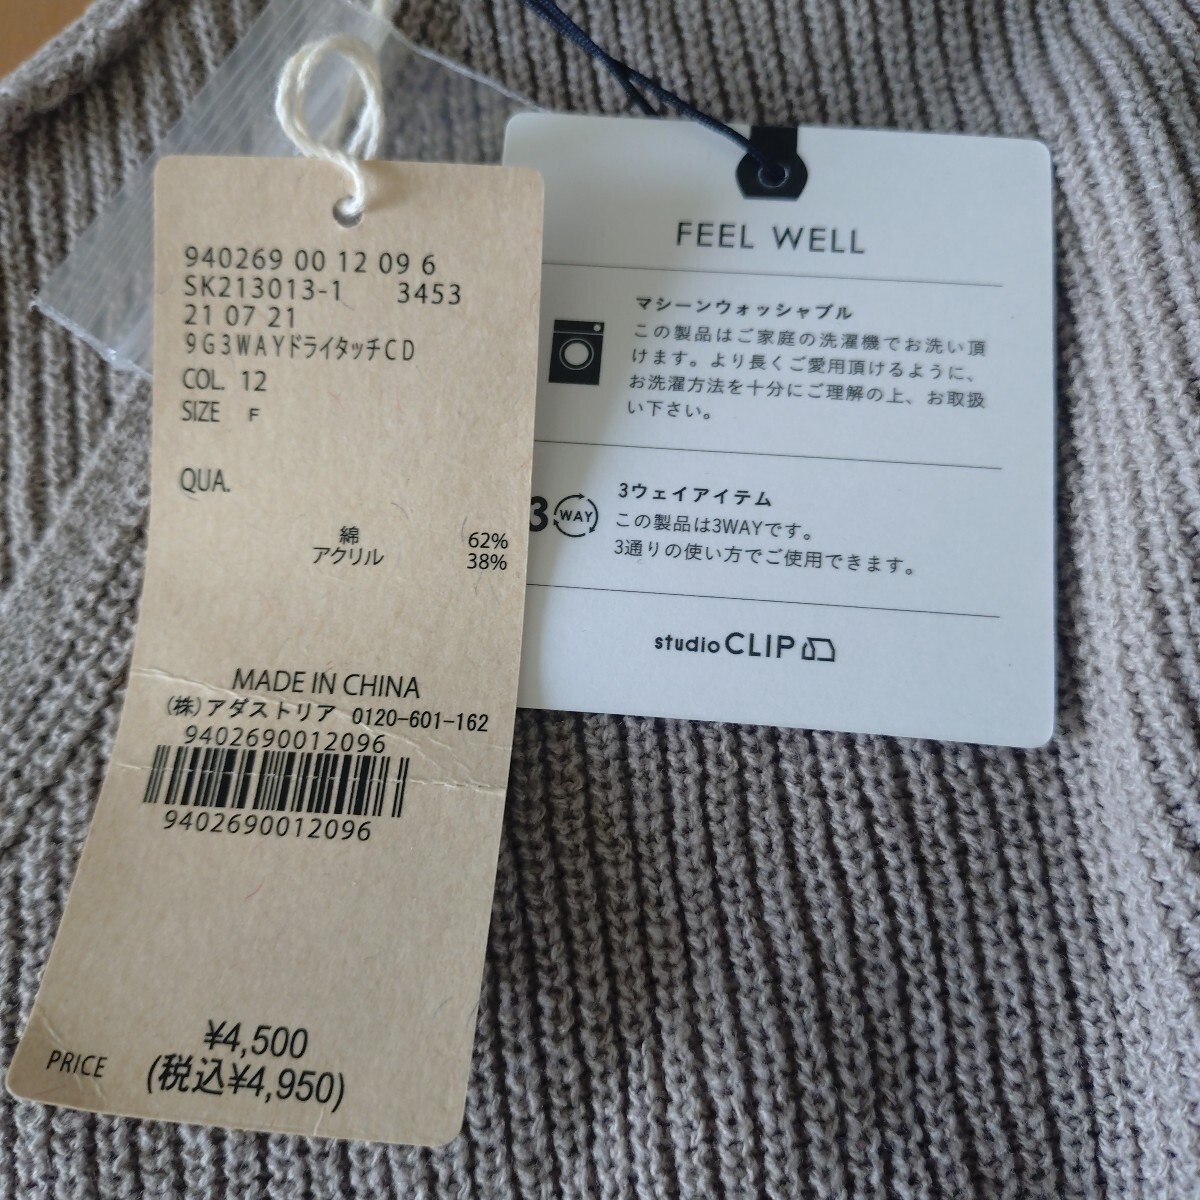 940269 00 12 09 6
SK213013-1 3453
21 07 21
9G3WAYドライタッチCD
COL. 12
SIZE F
QUA.
綿 62%
アクリル 38%
MADE IN CHINA
(株)アダストリア 0120-601-162
9402690012096
9402690012096
¥4,500
PRICE (税込¥4,950)
FEEL WELL
マシーンウォッシャブル
この製品はご家庭の洗濯機でお洗い頂
けます。より長くご愛用頂けるように、
お洗濯方法を十分にご理解の上、お取扱
い下さい。
3 WAY
3ウェイアイテム
この製品は3WAYです。
3通りの使い方でご使用できます。
studio CLIP